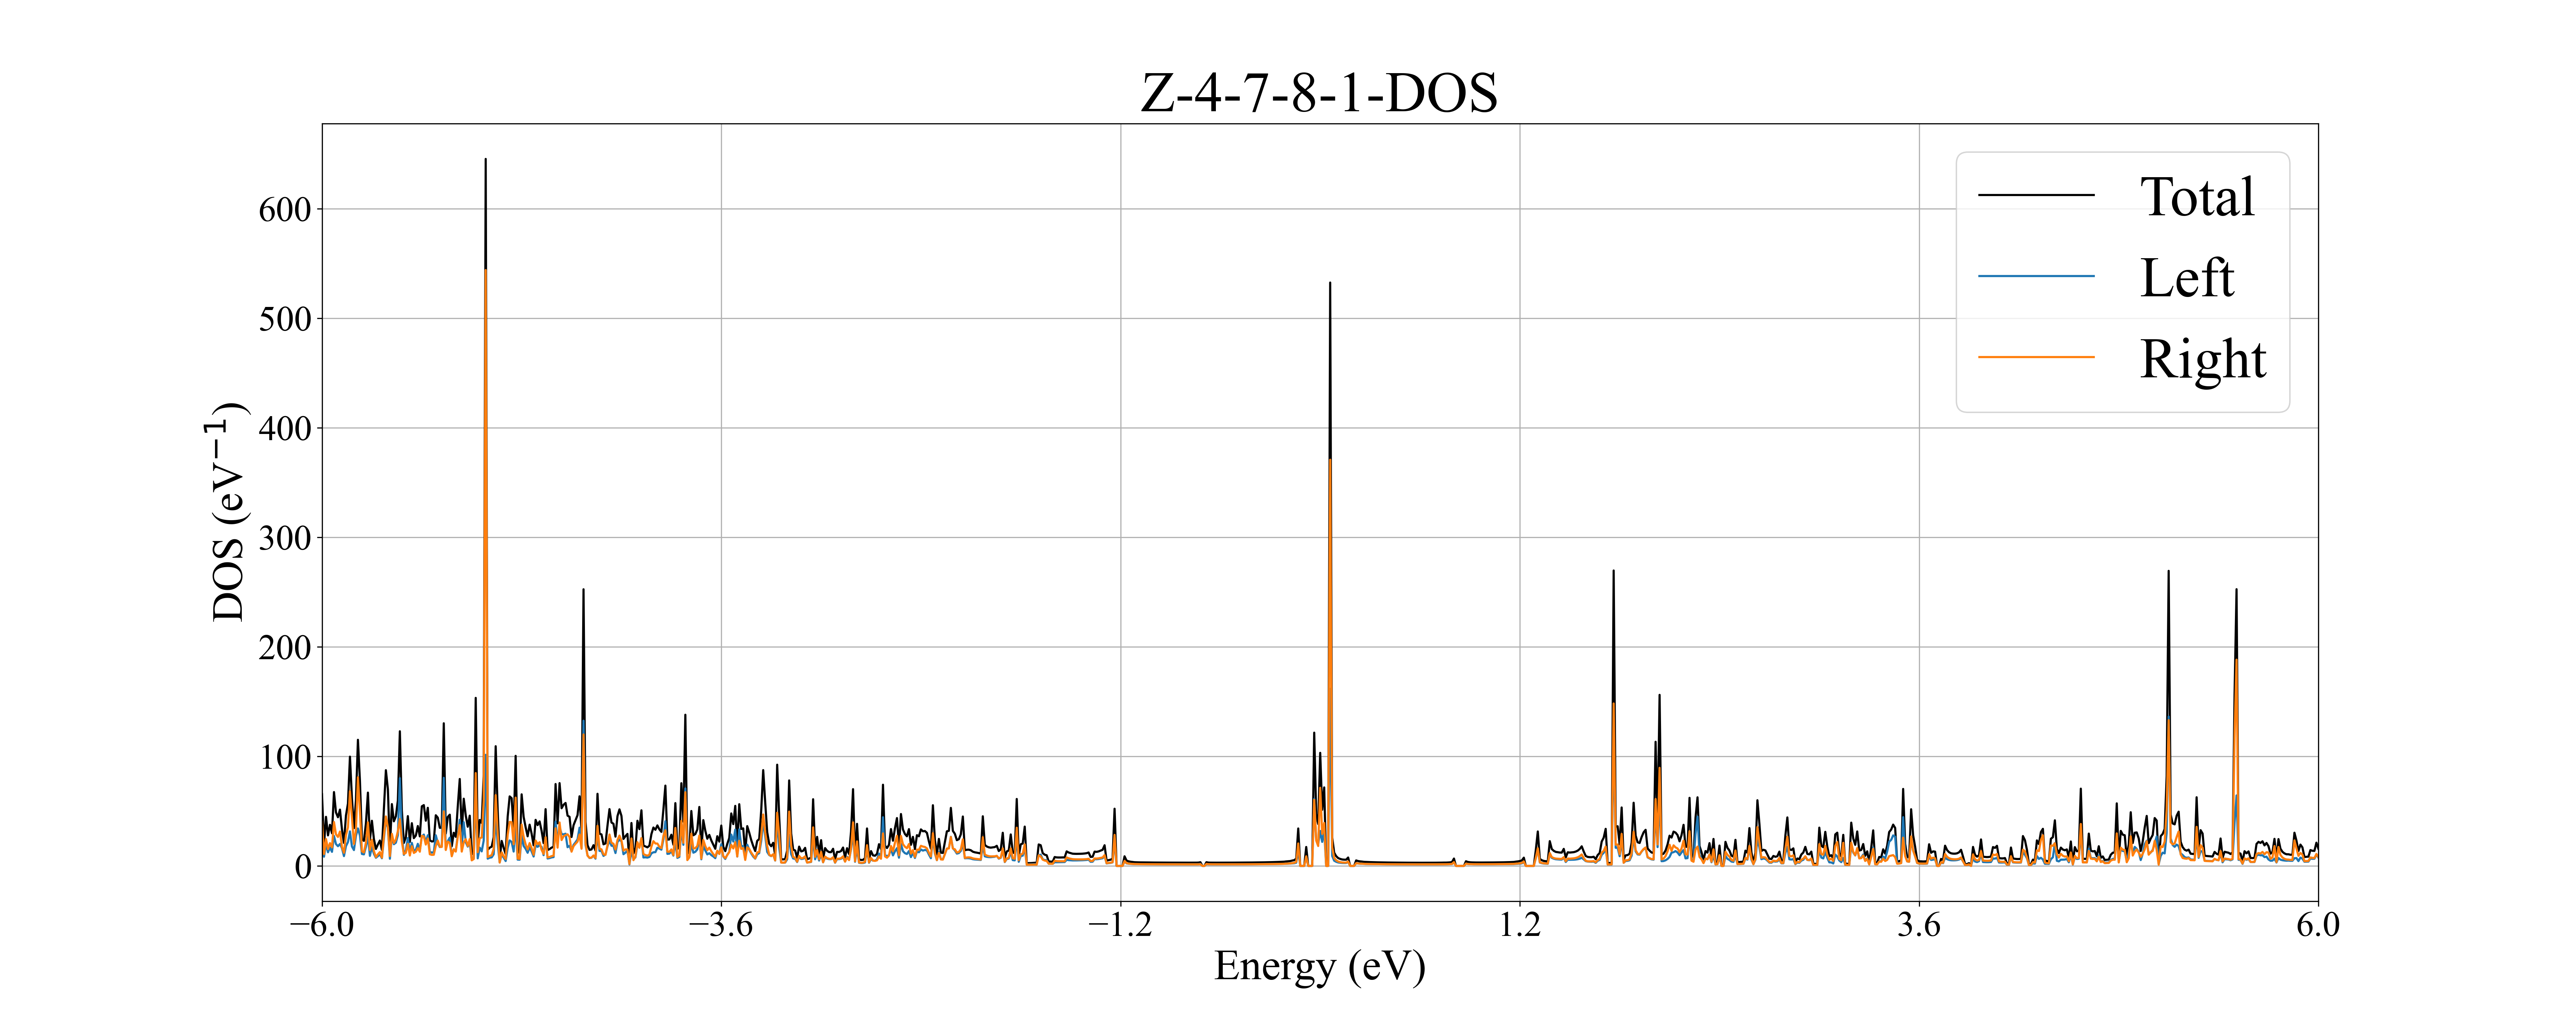 Z-4-7-8-1-DOS
600
500
400
300
200
100
0
DOS (eV⁻¹)
Total
Left
Right
−6.0 −3.6 −1.2 1.2 3.6 6.0
Energy (eV)